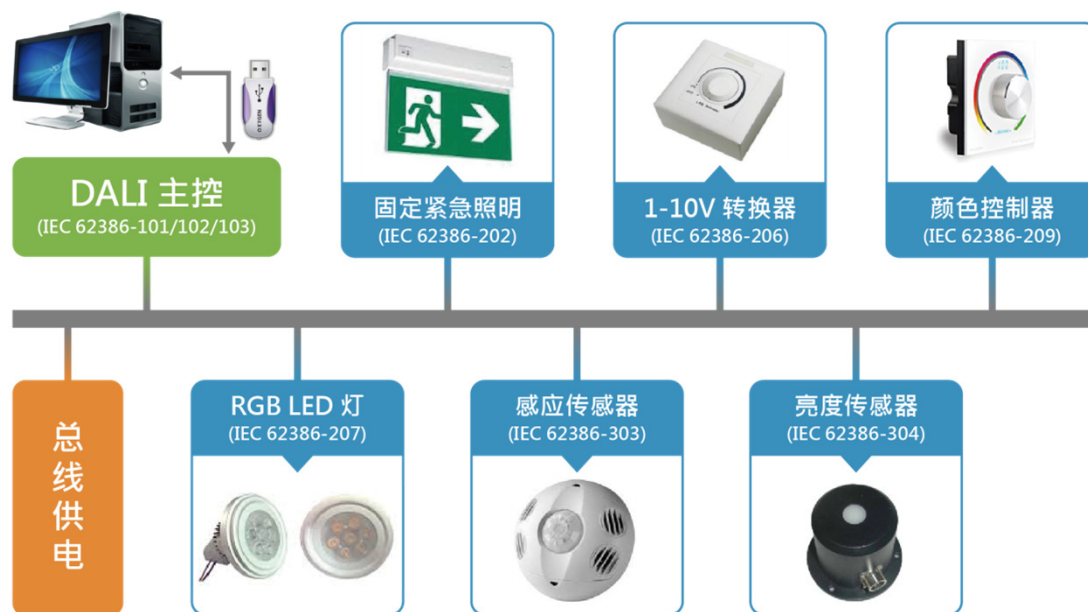 DALI 主控
(IEC 62386-101/102/103)
固定紧急照明
(IEC 62386-202)
1-10V 转换器
(IEC 62386-206)
颜色控制器
(IEC 62386-209)
总线供电
RGB LED 灯
(IEC 62386-207)
感应传感器
(IEC 62386-303)
亮度传感器
(IEC 62386-304)